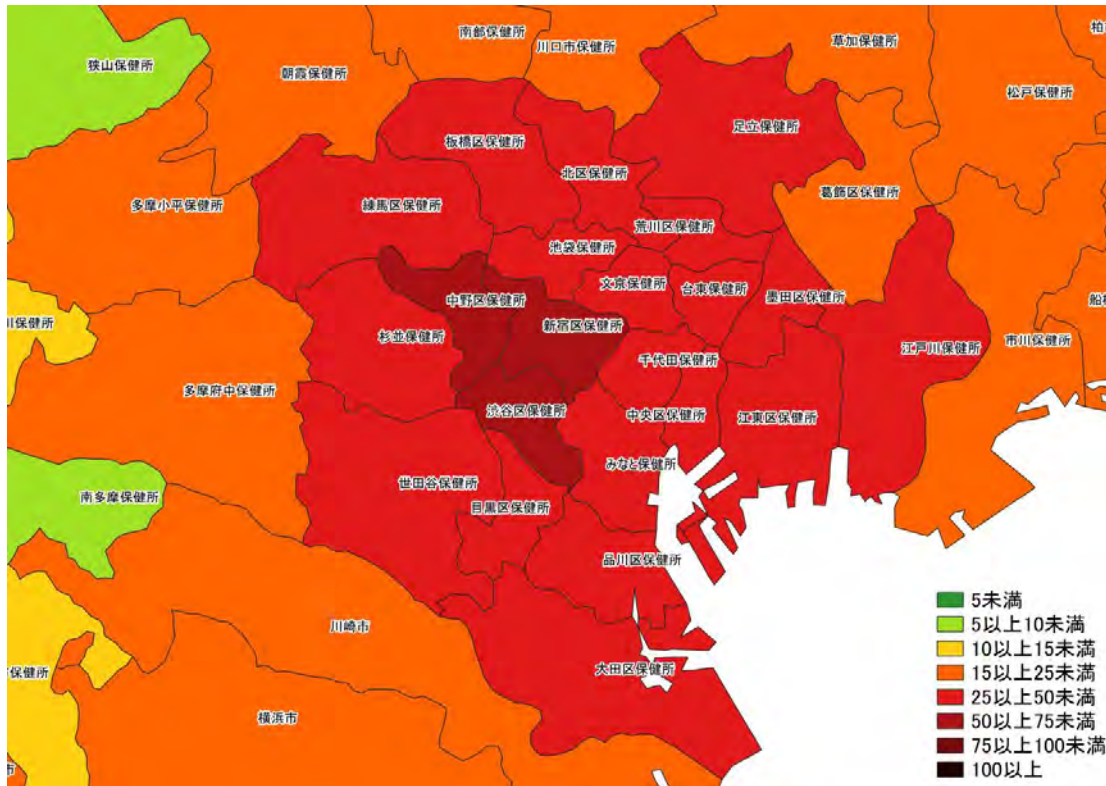 南部保健所
川口市保健所
草加保健所
柏
狭山保健所
朝霞保健所
松戸保健所
足立保健所
板橋区保健所
北区保健所
葛飾区保健所
多摩小平保健所
練馬区保健所
荒川区保健所
池袋保健所
文京保健所
台東保健所
墨田区保健所
中野区保健所
新宿区保健所
船橋
川保健所
杉並保健所
江戸川保健所
市川保健所
千代田保健所
多摩府中保健所
渋谷区保健所
中央区保健所
江東区保健所
みなと保健所
世田谷保健所
南多摩保健所
目黒区保健所
品川区保健所
川崎市
保健所
大田区保健所
横浜市
市
5未満
5以上10未満
10以上15未満
15以上25未満
25以上50未満
50以上75未満
75以上100未満
100以上